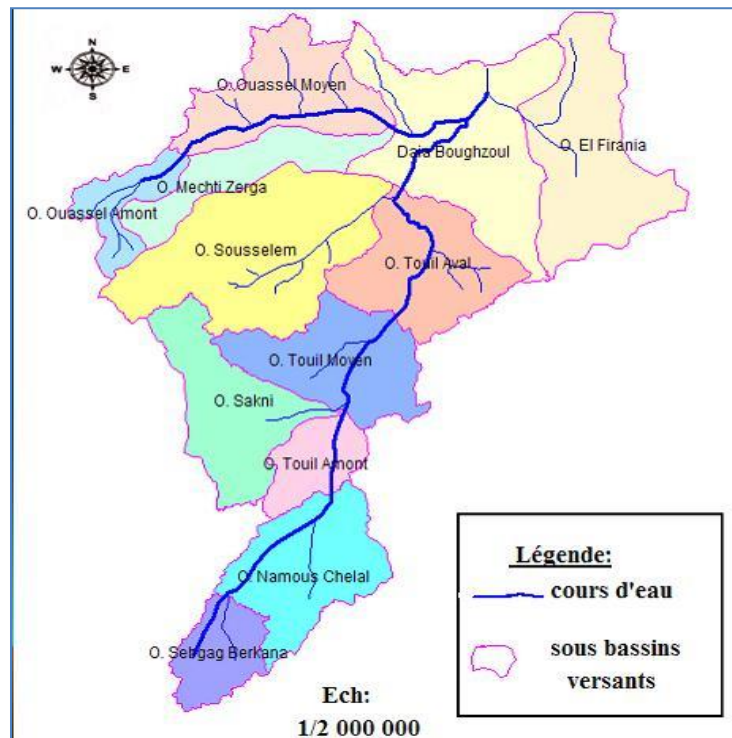 N
W E
S
O. Ouassel Moyen
Daia Boughzoul
O. El Firania
O. Mechti Zerga
O. Ouassel Amont
O. Sousselem
O. Touil Aval
O. Touil Moyen
O. Sakni
O. Touil Amont
O. Namous Chelal
O. Sebgag Berkana
Légende:
cours d'eau
sous bassins
versants
Ech:
1/2 000 000